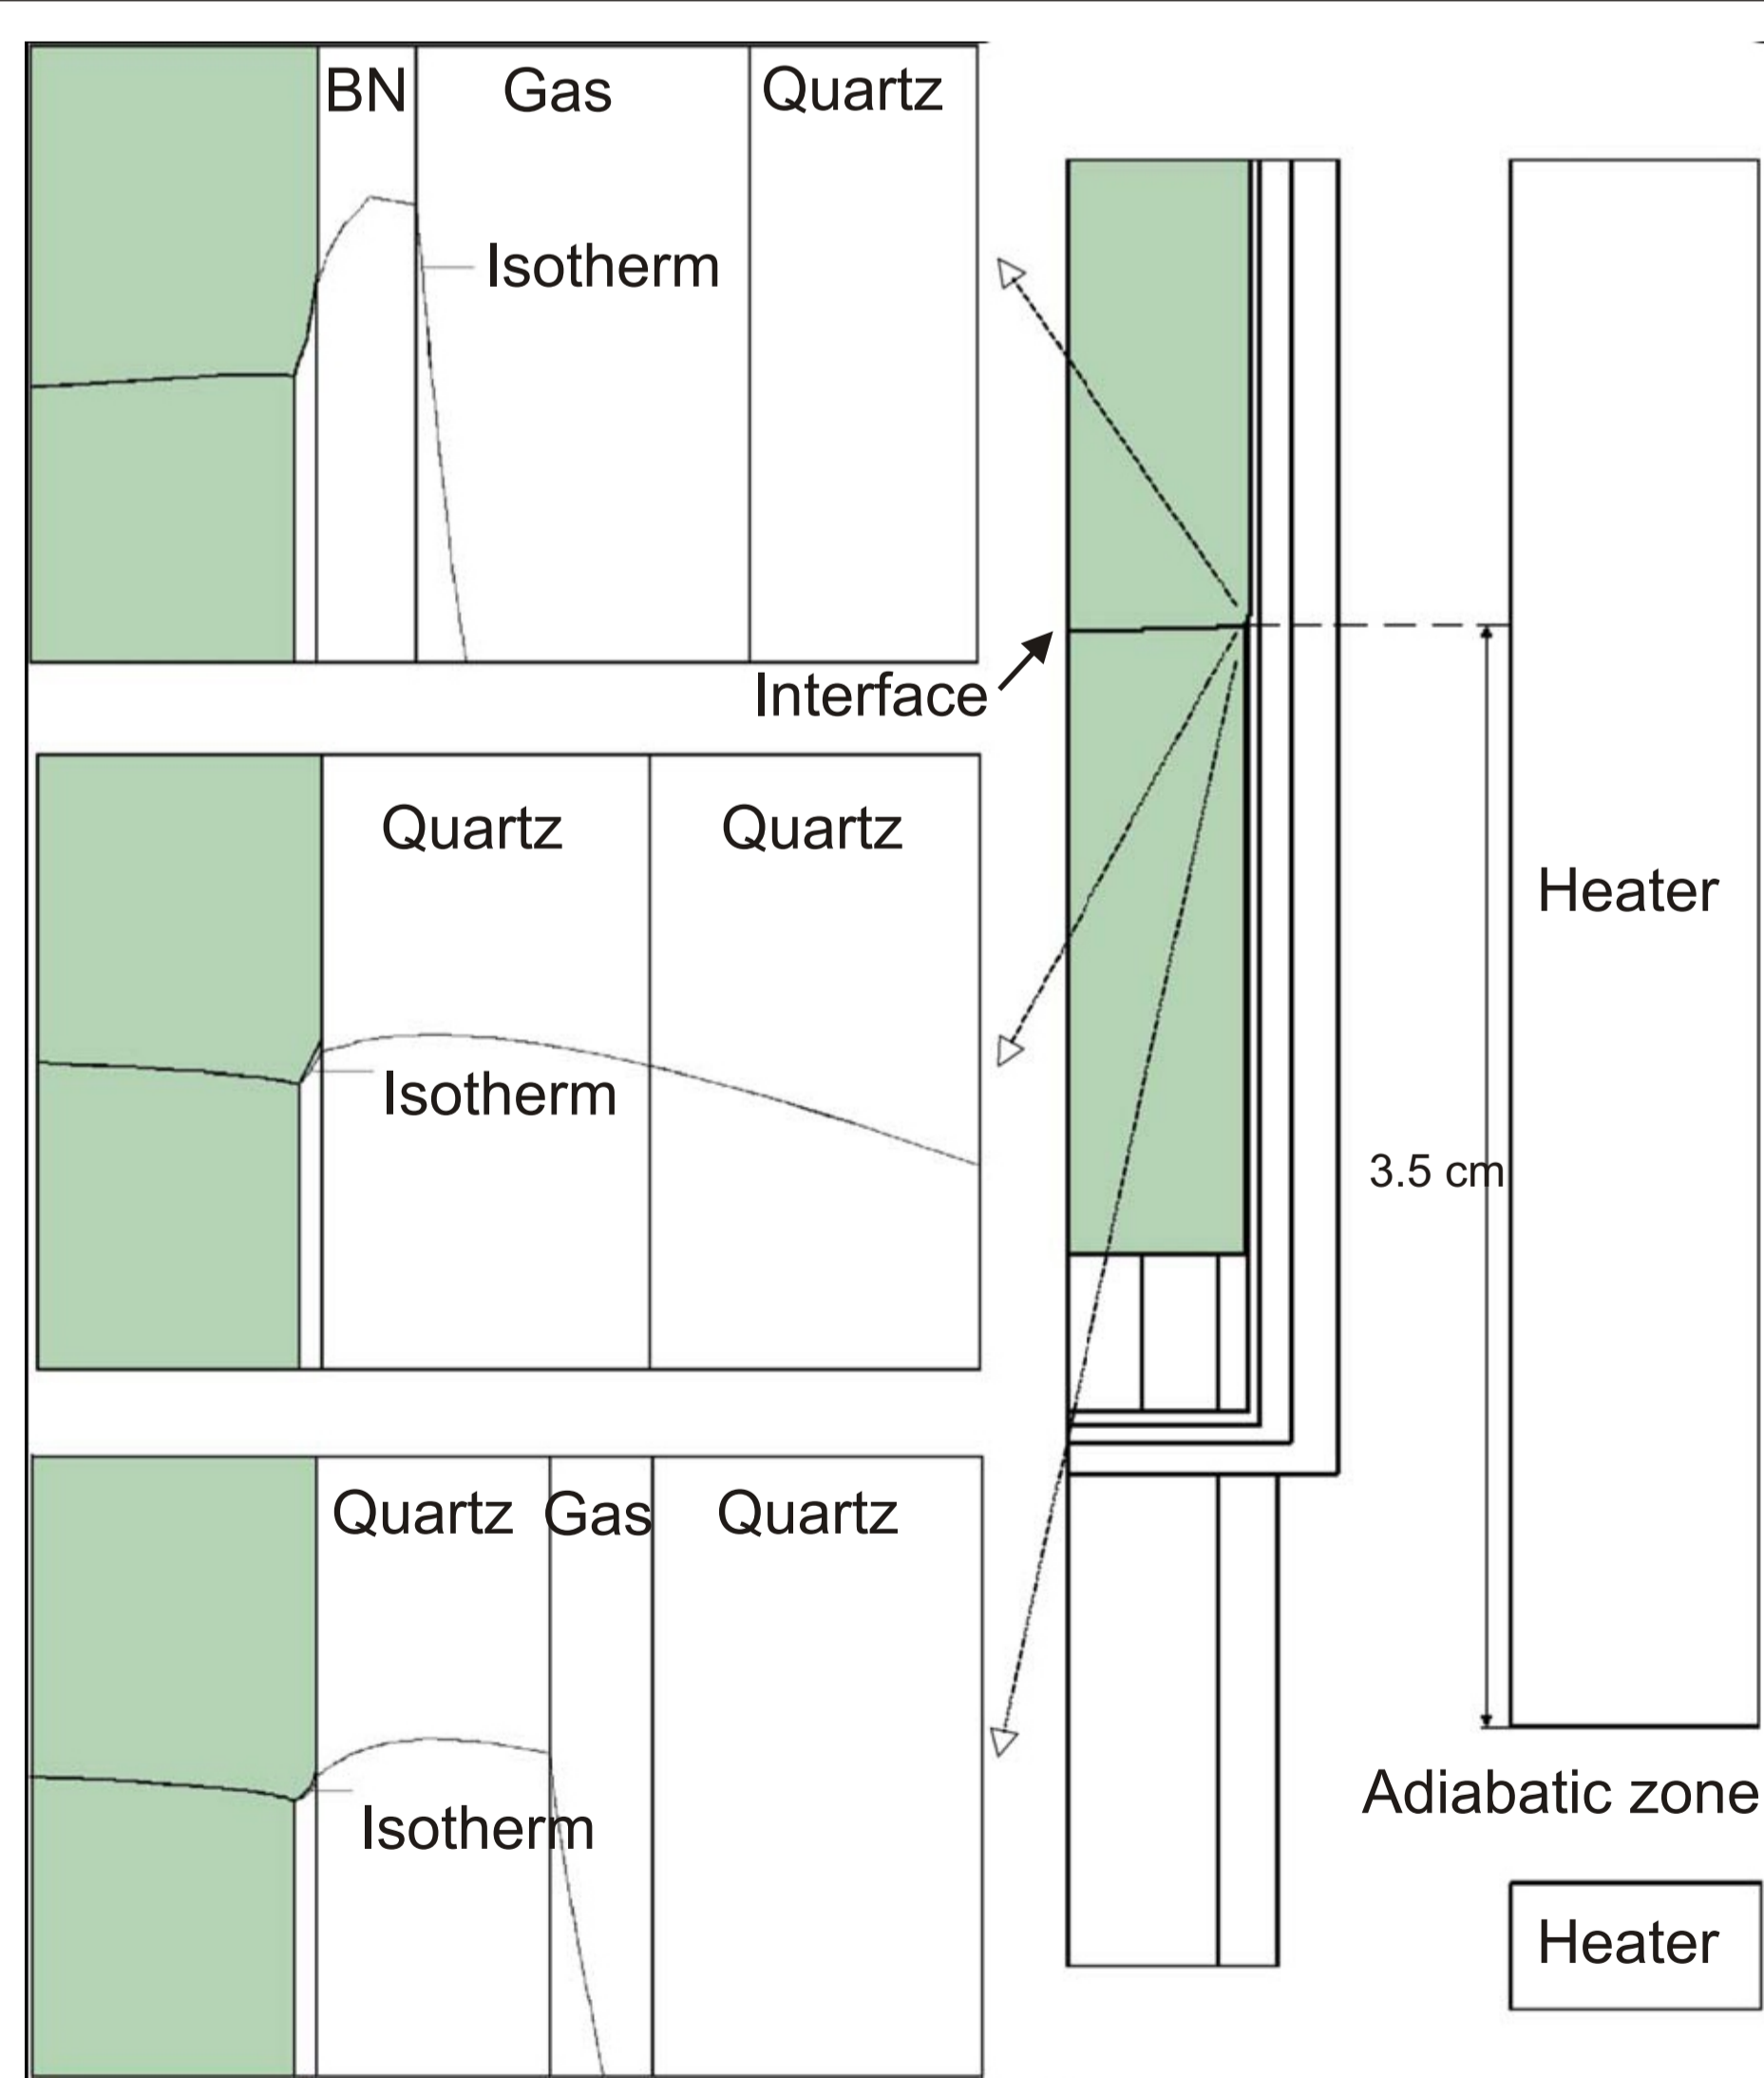 BN Gas Quartz
Isotherm
Interface
Quartz Quartz
Isotherm
Heater
3.5 cm
Quartz Gas Quartz
Isotherm
Adiabatic zone
Heater